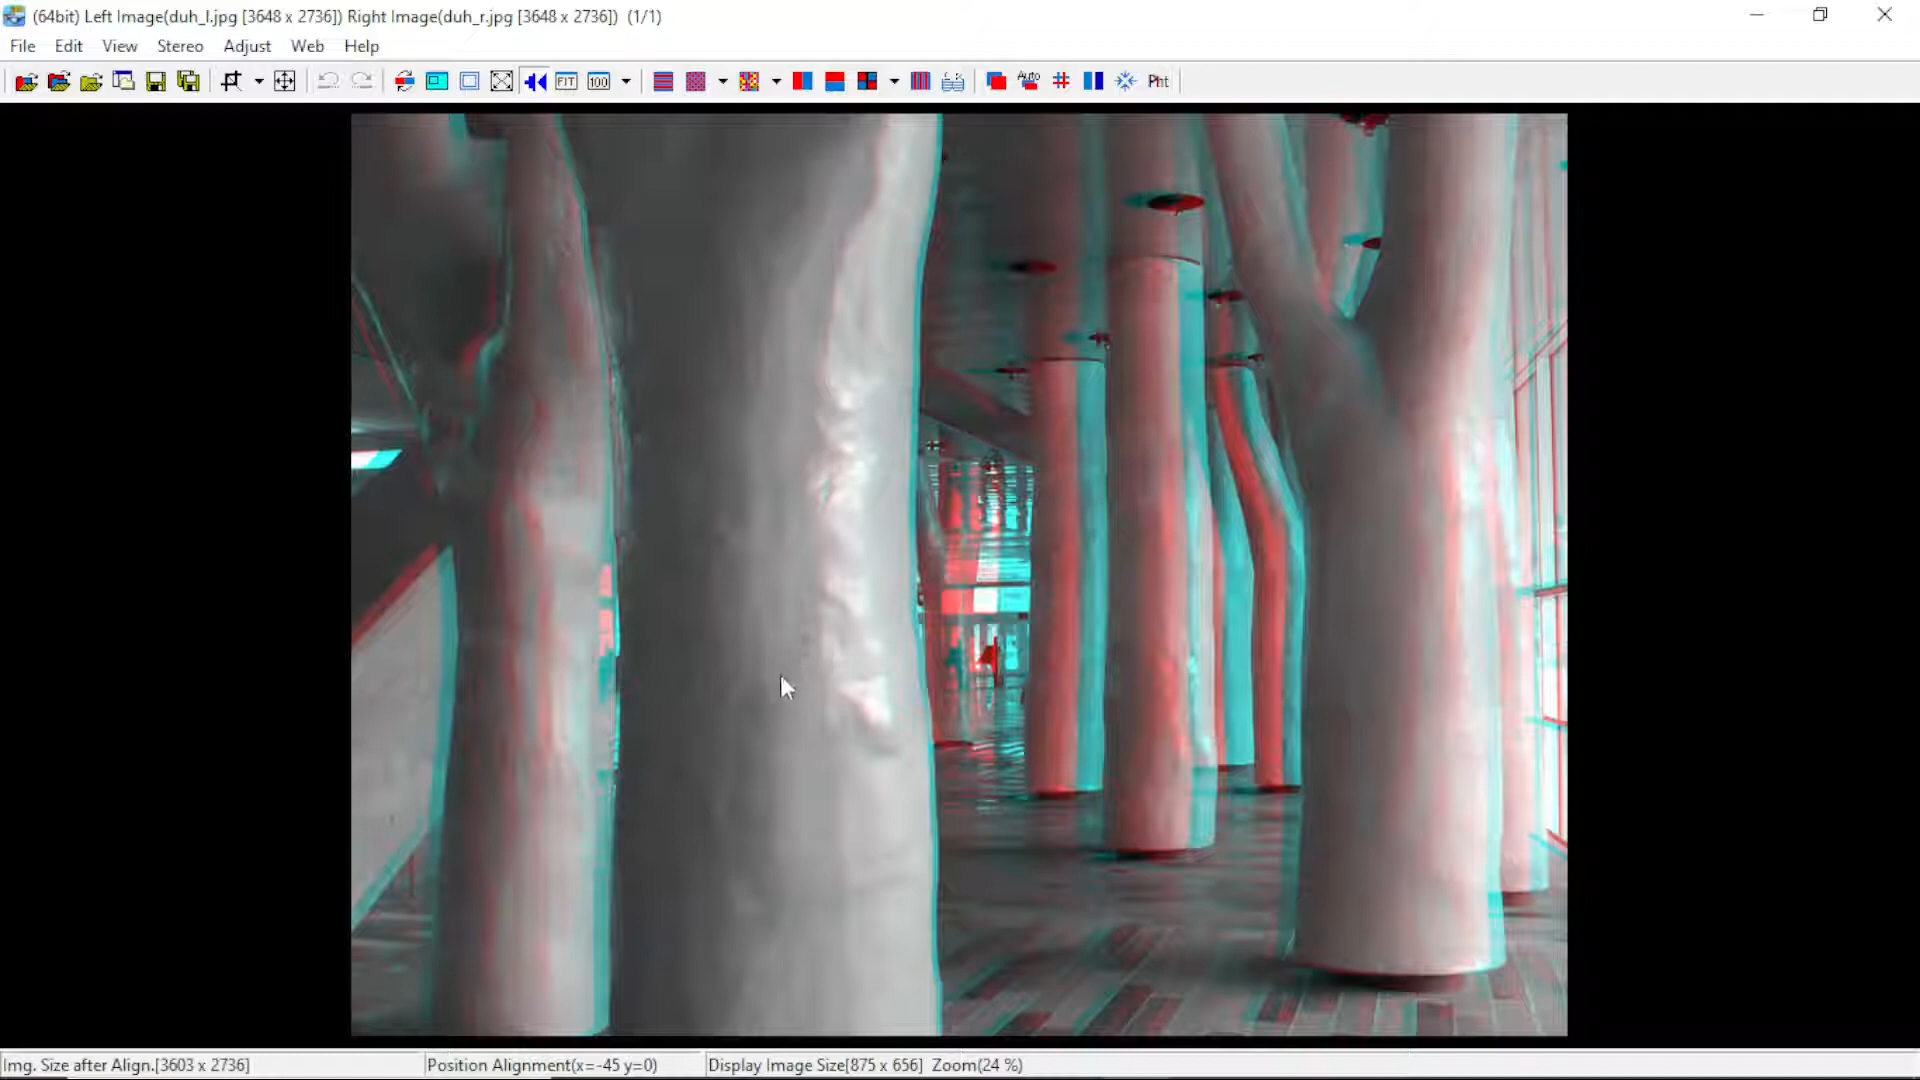 (64bit) Left Image(duh_l.jpg [3648 x 2736]) Right Image(duh_r.jpg [3648 x 2736]) (1/1)
File Edit View Stereo Adjust Web Help
FIT 100 Auto Pht
Img. Size after Align.[3603 x 2736] Position Alignment(x=-45 y=0) Display Image Size[875 x 656] Zoom(24 %)